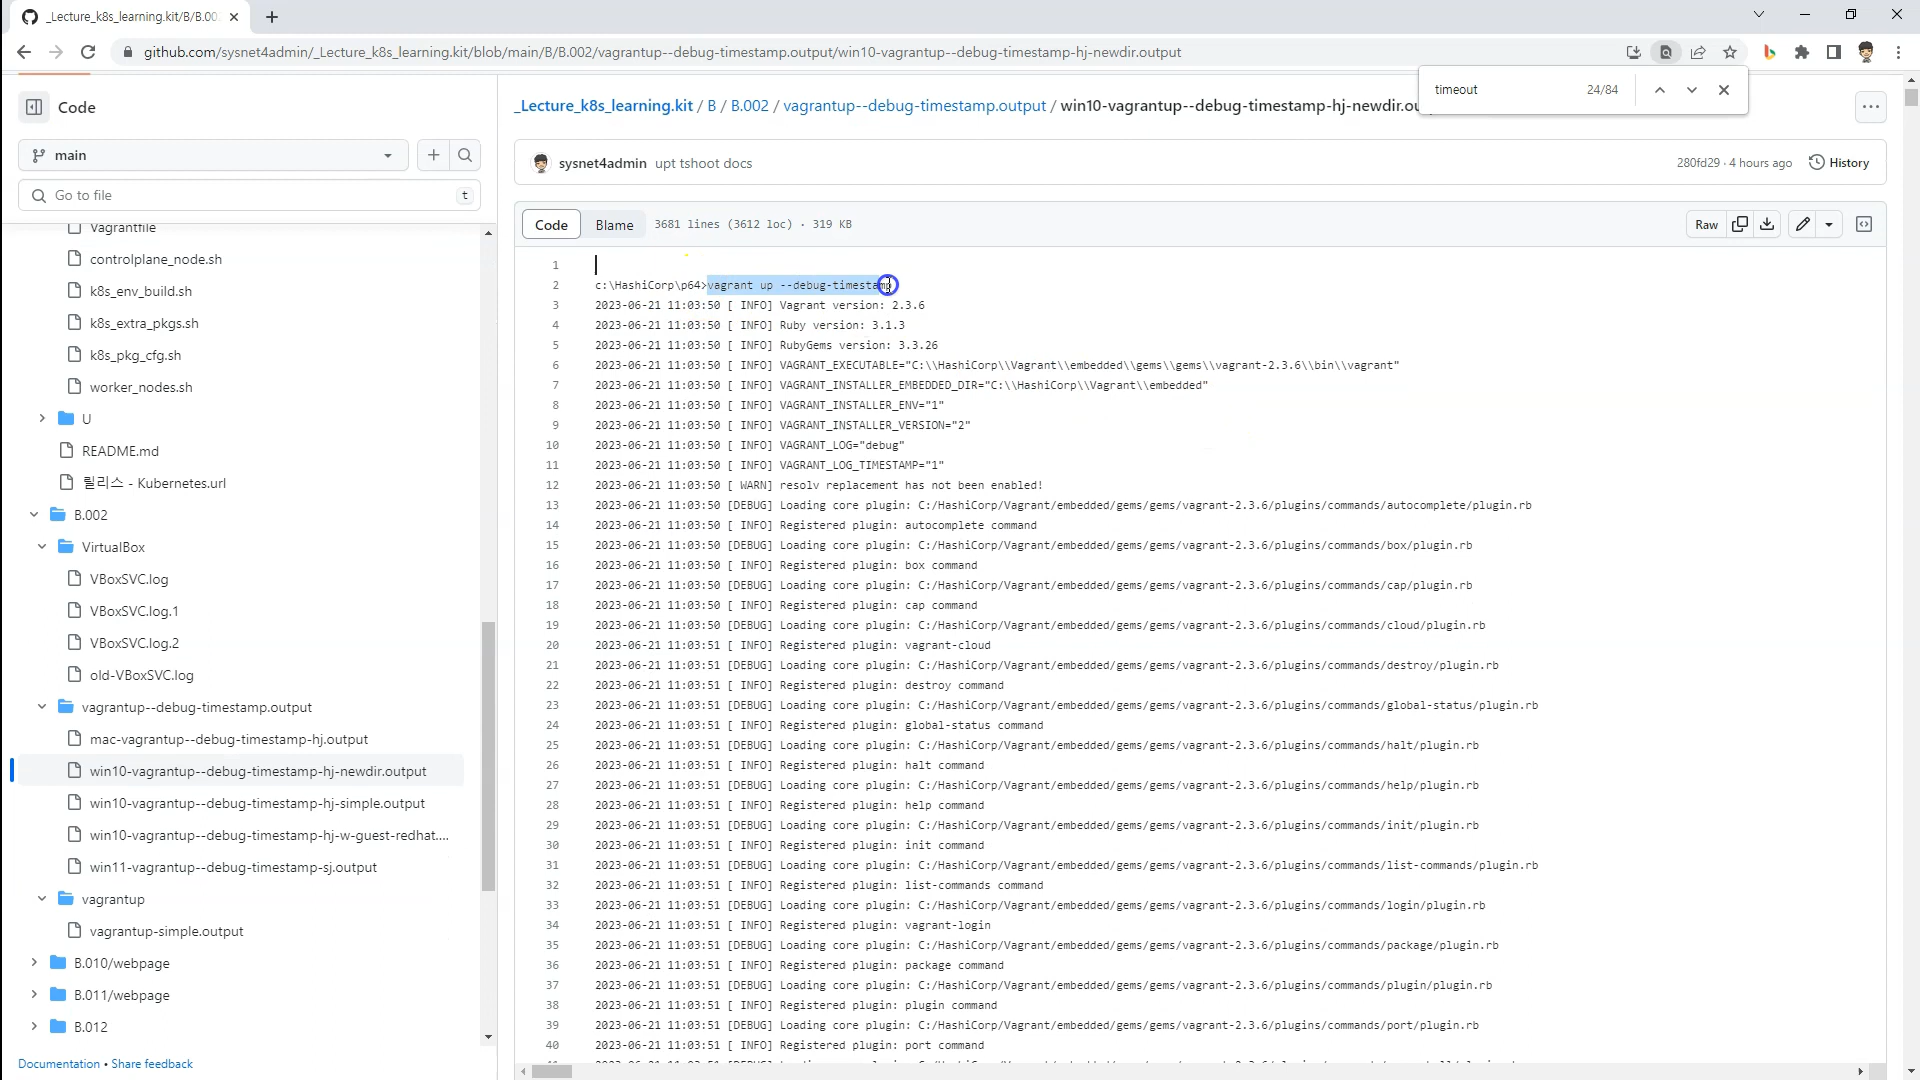 _Lecture_k8s_learning.kit/B/B.00
github.com/sysnet4admin/_Lecture_k8s_learning.kit/blob/main/B/B.002/vagrantup--debug-timestamp.output/win10-vagrantup--debug-timestamp-hj-newdir.output
timeout 24/84
Code
main
Go to file t
Vagrantfile
controlplane_node.sh
k8s_env_build.sh
k8s_extra_pkgs.sh
k8s_pkg_cfg.sh
worker_nodes.sh
U
README.md
릴리스 - Kubernetes.url
B.002
VirtualBox
VBoxSVC.log
VBoxSVC.log.1
VBoxSVC.log.2
old-VBoxSVC.log
vagrantup--debug-timestamp.output
mac-vagrantup--debug-timestamp-hj.output
win10-vagrantup--debug-timestamp-hj-newdir.output
win10-vagrantup--debug-timestamp-hj-simple.output
win10-vagrantup--debug-timestamp-hj-w-guest-redhat....
win11-vagrantup--debug-timestamp-sj.output
vagrantup
vagrantup-simple.output
B.010/webpage
B.011/webpage
B.012
Documentation • Share feedback
_Lecture_k8s_learning.kit / B / B.002 / vagrantup--debug-timestamp.output / win10-vagrantup--debug-timestamp-hj-newdir.ou
sysnet4admin upt tshoot docs 280fd29 · 4 hours ago History
Code Blame 3681 lines (3612 loc) · 319 KB Raw
1
2 c:\HashiCorp\p64>vagrant up --debug-timestamp
3 2023-06-21 11:03:50 [ INFO] Vagrant version: 2.3.6
4 2023-06-21 11:03:50 [ INFO] Ruby version: 3.1.3
5 2023-06-21 11:03:50 [ INFO] RubyGems version: 3.3.26
6 2023-06-21 11:03:50 [ INFO] VAGRANT_EXECUTABLE="C:\\HashiCorp\\Vagrant\\embedded\\gems\\gems\\vagrant-2.3.6\\bin\\vagrant"
7 2023-06-21 11:03:50 [ INFO] VAGRANT_INSTALLER_EMBEDDED_DIR="C:\\HashiCorp\\Vagrant\\embedded"
8 2023-06-21 11:03:50 [ INFO] VAGRANT_INSTALLER_ENV="1"
9 2023-06-21 11:03:50 [ INFO] VAGRANT_INSTALLER_VERSION="2"
10 2023-06-21 11:03:50 [ INFO] VAGRANT_LOG="debug"
11 2023-06-21 11:03:50 [ INFO] VAGRANT_LOG_TIMESTAMP="1"
12 2023-06-21 11:03:50 [ WARN] resolv replacement has not been enabled!
13 2023-06-21 11:03:50 [DEBUG] Loading core plugin: C:/HashiCorp/Vagrant/embedded/gems/gems/vagrant-2.3.6/plugins/commands/autocomplete/plugin.rb
14 2023-06-21 11:03:50 [ INFO] Registered plugin: autocomplete command
15 2023-06-21 11:03:50 [DEBUG] Loading core plugin: C:/HashiCorp/Vagrant/embedded/gems/gems/vagrant-2.3.6/plugins/commands/box/plugin.rb
16 2023-06-21 11:03:50 [ INFO] Registered plugin: box command
17 2023-06-21 11:03:50 [DEBUG] Loading core plugin: C:/HashiCorp/Vagrant/embedded/gems/gems/vagrant-2.3.6/plugins/commands/cap/plugin.rb
18 2023-06-21 11:03:50 [ INFO] Registered plugin: cap command
19 2023-06-21 11:03:50 [DEBUG] Loading core plugin: C:/HashiCorp/Vagrant/embedded/gems/gems/vagrant-2.3.6/plugins/commands/cloud/plugin.rb
20 2023-06-21 11:03:51 [ INFO] Registered plugin: vagrant-cloud
21 2023-06-21 11:03:51 [DEBUG] Loading core plugin: C:/HashiCorp/Vagrant/embedded/gems/gems/vagrant-2.3.6/plugins/commands/destroy/plugin.rb
22 2023-06-21 11:03:51 [ INFO] Registered plugin: destroy command
23 2023-06-21 11:03:51 [DEBUG] Loading core plugin: C:/HashiCorp/Vagrant/embedded/gems/gems/vagrant-2.3.6/plugins/commands/global-status/plugin.rb
24 2023-06-21 11:03:51 [ INFO] Registered plugin: global-status command
25 2023-06-21 11:03:51 [DEBUG] Loading core plugin: C:/HashiCorp/Vagrant/embedded/gems/gems/vagrant-2.3.6/plugins/commands/halt/plugin.rb
26 2023-06-21 11:03:51 [ INFO] Registered plugin: halt command
27 2023-06-21 11:03:51 [DEBUG] Loading core plugin: C:/HashiCorp/Vagrant/embedded/gems/gems/vagrant-2.3.6/plugins/commands/help/plugin.rb
28 2023-06-21 11:03:51 [ INFO] Registered plugin: help command
29 2023-06-21 11:03:51 [DEBUG] Loading core plugin: C:/HashiCorp/Vagrant/embedded/gems/gems/vagrant-2.3.6/plugins/commands/init/plugin.rb
30 2023-06-21 11:03:51 [ INFO] Registered plugin: init command
31 2023-06-21 11:03:51 [DEBUG] Loading core plugin: C:/HashiCorp/Vagrant/embedded/gems/gems/vagrant-2.3.6/plugins/commands/list-commands/plugin.rb
32 2023-06-21 11:03:51 [ INFO] Registered plugin: list-commands command
33 2023-06-21 11:03:51 [DEBUG] Loading core plugin: C:/HashiCorp/Vagrant/embedded/gems/gems/vagrant-2.3.6/plugins/commands/login/plugin.rb
34 2023-06-21 11:03:51 [ INFO] Registered plugin: vagrant-login
35 2023-06-21 11:03:51 [DEBUG] Loading core plugin: C:/HashiCorp/Vagrant/embedded/gems/gems/vagrant-2.3.6/plugins/commands/package/plugin.rb
36 2023-06-21 11:03:51 [ INFO] Registered plugin: package command
37 2023-06-21 11:03:51 [DEBUG] Loading core plugin: C:/HashiCorp/Vagrant/embedded/gems/gems/vagrant-2.3.6/plugins/commands/plugin/plugin.rb
38 2023-06-21 11:03:51 [ INFO] Registered plugin: plugin command
39 2023-06-21 11:03:51 [DEBUG] Loading core plugin: C:/HashiCorp/Vagrant/embedded/gems/gems/vagrant-2.3.6/plugins/commands/port/plugin.rb
40 2023-06-21 11:03:51 [ INFO] Registered plugin: port command